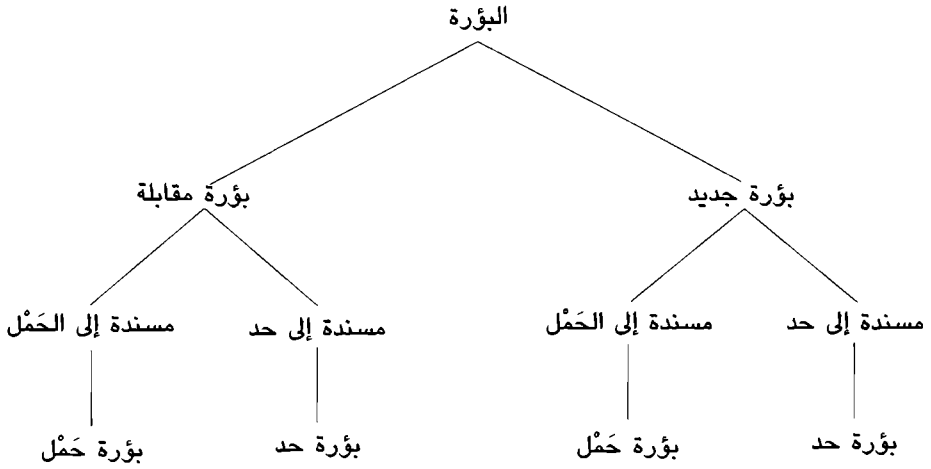 البؤرة
بؤرة جديد
بؤرة مقابلة
مسندة إلى حد
مسندة إلى الحَمْل
مسندة إلى حد
مسندة إلى الحَمْل
بؤرة حد
بؤرة حَمْل
بؤرة حد
بؤرة حَمْل